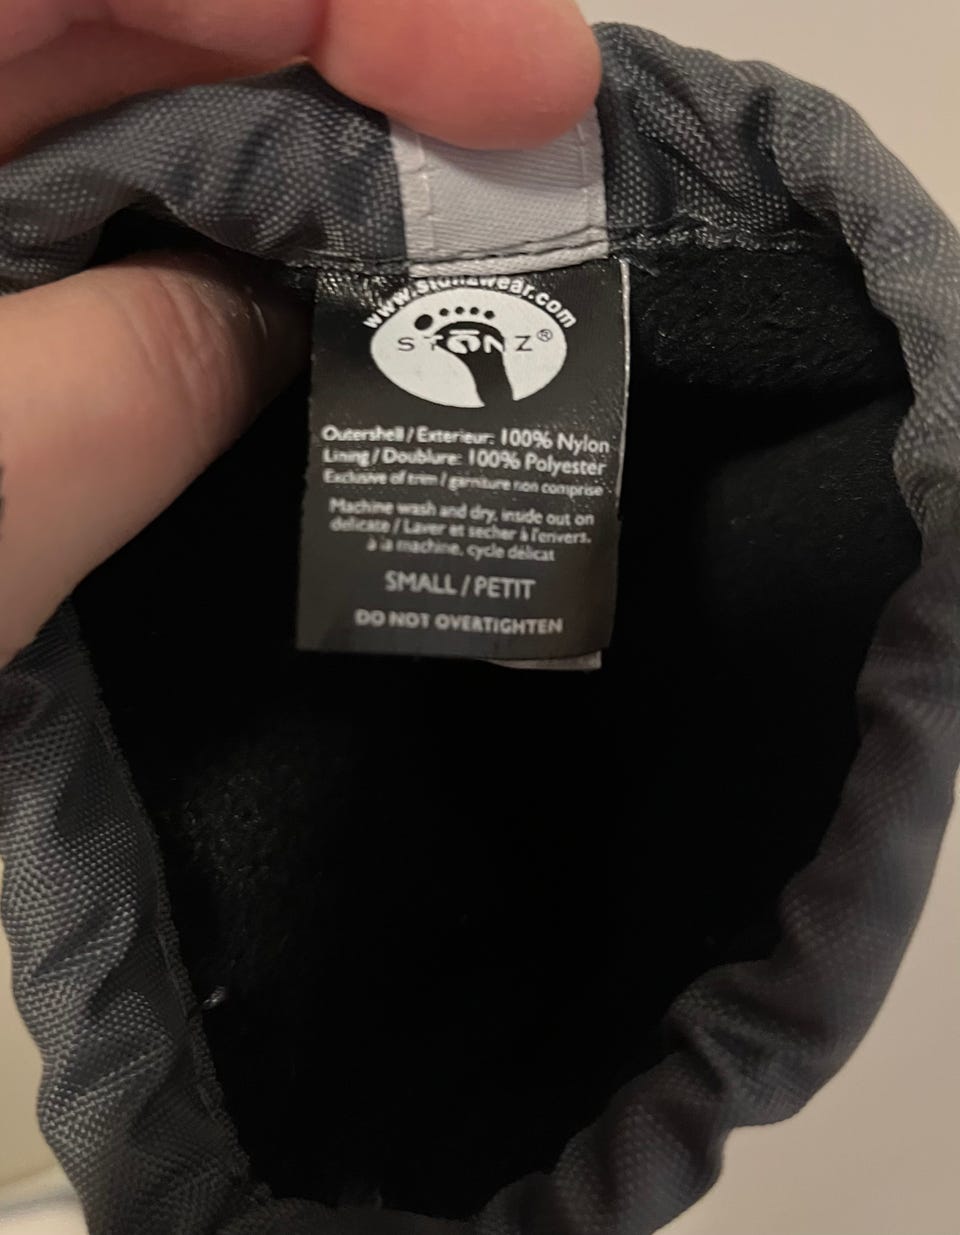 www.stonzwear.com
STŌNZ®
Outershell / Exterieur: 100% Nylon
Lining / Doublure: 100% Polyester
Exclusive of trim / garniture non comprise
Machine wash and dry, inside out on
delicate / Laver et secher à l'envers,
à la machine, cycle délicat
SMALL / PETIT
DO NOT OVERTIGHTEN